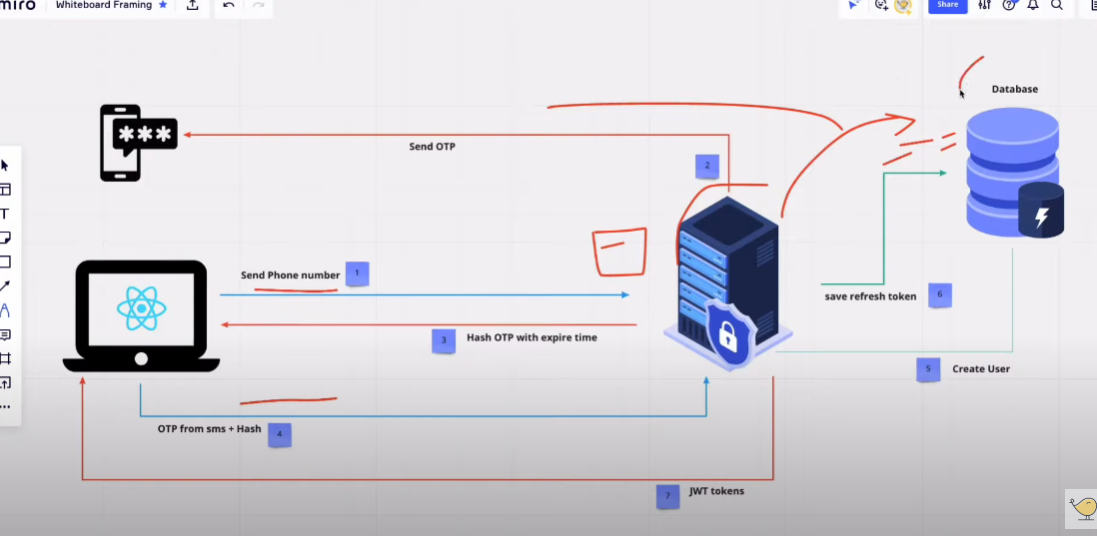 miro
Whiteboard Framing
Share
Database
***
Send OTP
2
Send Phone number
1
save refresh token
6
3
Hash OTP with expire time
5
Create User
OTP from sms + Hash
4
7
JWT tokens